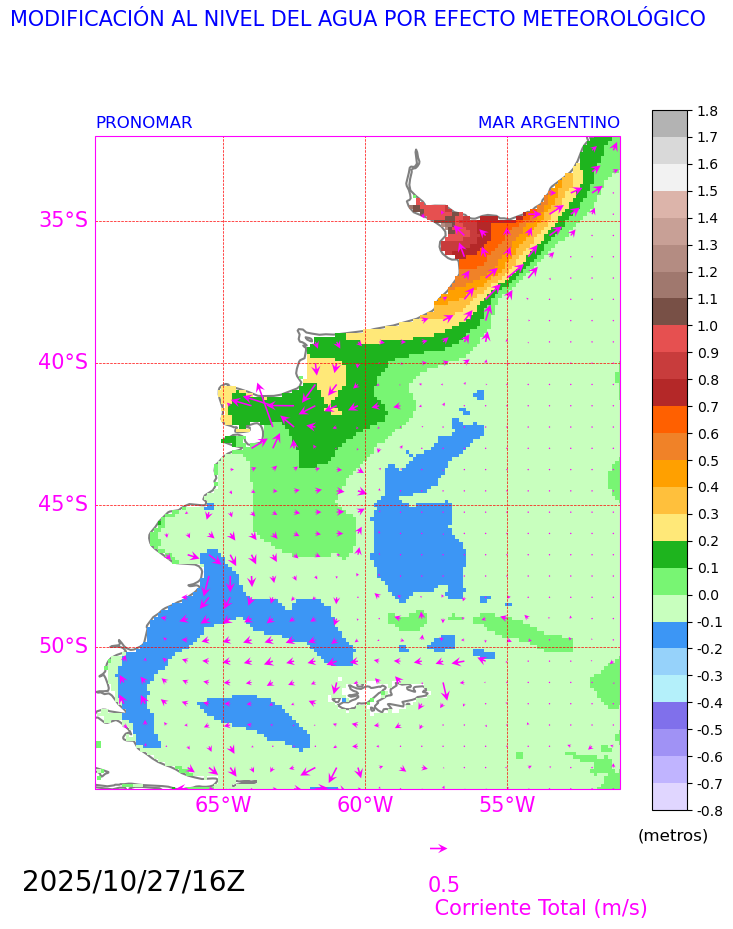 MODIFICACIÓN AL NIVEL DEL AGUA POR EFECTO METEOROLÓGICO
PRONOMAR MAR ARGENTINO
35°S
40°S
45°S
50°S
65°W 60°W 55°W
1.8
1.7
1.6
1.5
1.4
1.3
1.2
1.1
1.0
0.9
0.8
0.7
0.6
0.5
0.4
0.3
0.2
0.1
0.0
-0.1
-0.2
-0.3
-0.4
-0.5
-0.6
-0.7
-0.8
(metros)
2025/10/27/16Z
0.5
Corriente Total (m/s)